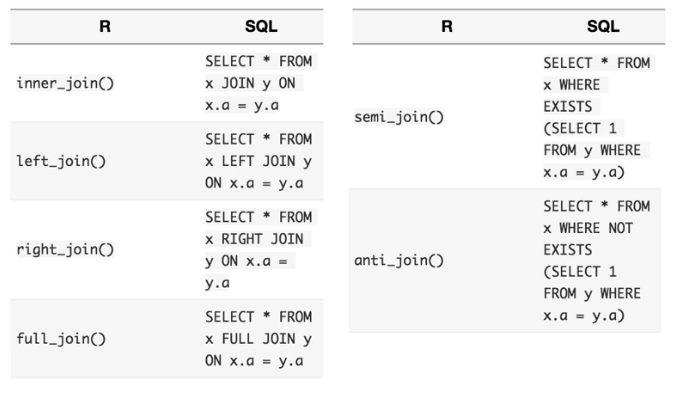 R SQL
inner_join()
SELECT * FROM
x JOIN y ON
x.a = y.a
left_join()
SELECT * FROM
x LEFT JOIN y
ON x.a = y.a
right_join()
SELECT * FROM
x RIGHT JOIN
y ON x.a =
y.a
full_join()
SELECT * FROM
x FULL JOIN y
ON x.a = y.a
R SQL
semi_join()
SELECT * FROM
x WHERE
EXISTS
(SELECT 1
FROM y WHERE
x.a = y.a)
anti_join()
SELECT * FROM
x WHERE NOT
EXISTS
(SELECT 1
FROM y WHERE
x.a = y.a)